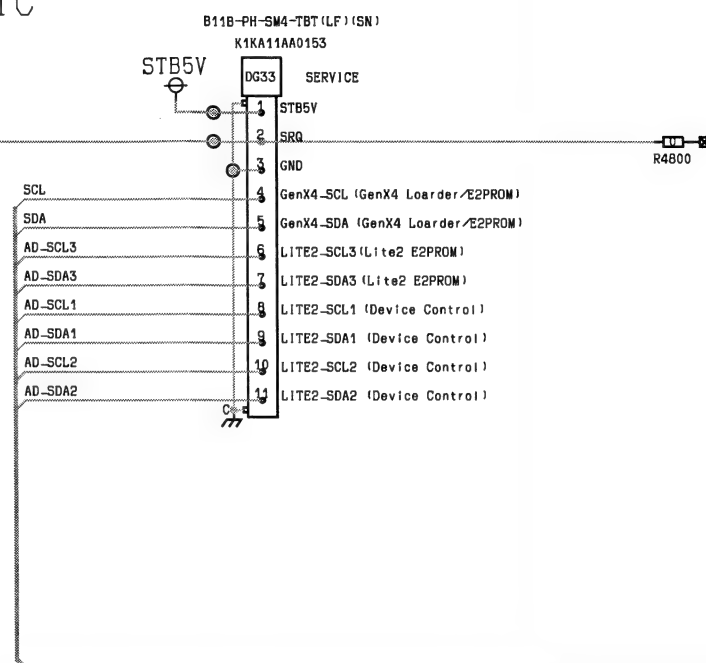 B11B-PH-SM4-TBT(LF)(SN)
K1KA11AA0153
STB5V
DG33 SERVICE
1 STB5V
2 SRQ
3 GND
SCL 4 GenX4_SCL (GenX4 Loarder/E2PROM)
SDA 5 GenX4-SDA (GenX4 Loarder/E2PROM)
AD_SCL3 6 LITE2_SCL3(Lite2 E2PROM)
AD_SDA3 7 LITE2_SDA3(Lite2 E2PROM)
AD_SCL1 8 LITE2_SCL1 (Device Control)
AD_SDA1 9 LITE2_SDA1 (Device Control)
AD_SCL2 10 LITE2_SCL2 (Device Control)
AD_SDA2 11 LITE2_SDA2 (Device Control)
C
0
R4800